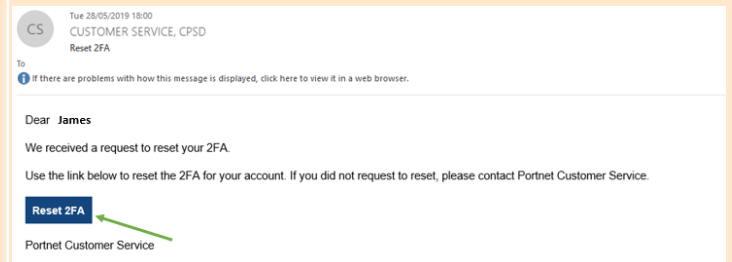 CS
Tue 28/05/2019 18:00
CUSTOMER SERVICE, CPSD
Reset 2FA
To
If there are problems with how this message is displayed, click here to view it in a web browser.
Dear James
We received a request to reset your 2FA.
Use the link below to reset the 2FA for your account. If you did not request to reset, please contact Portnet Customer Service.
Reset 2FA
Portnet Customer Service